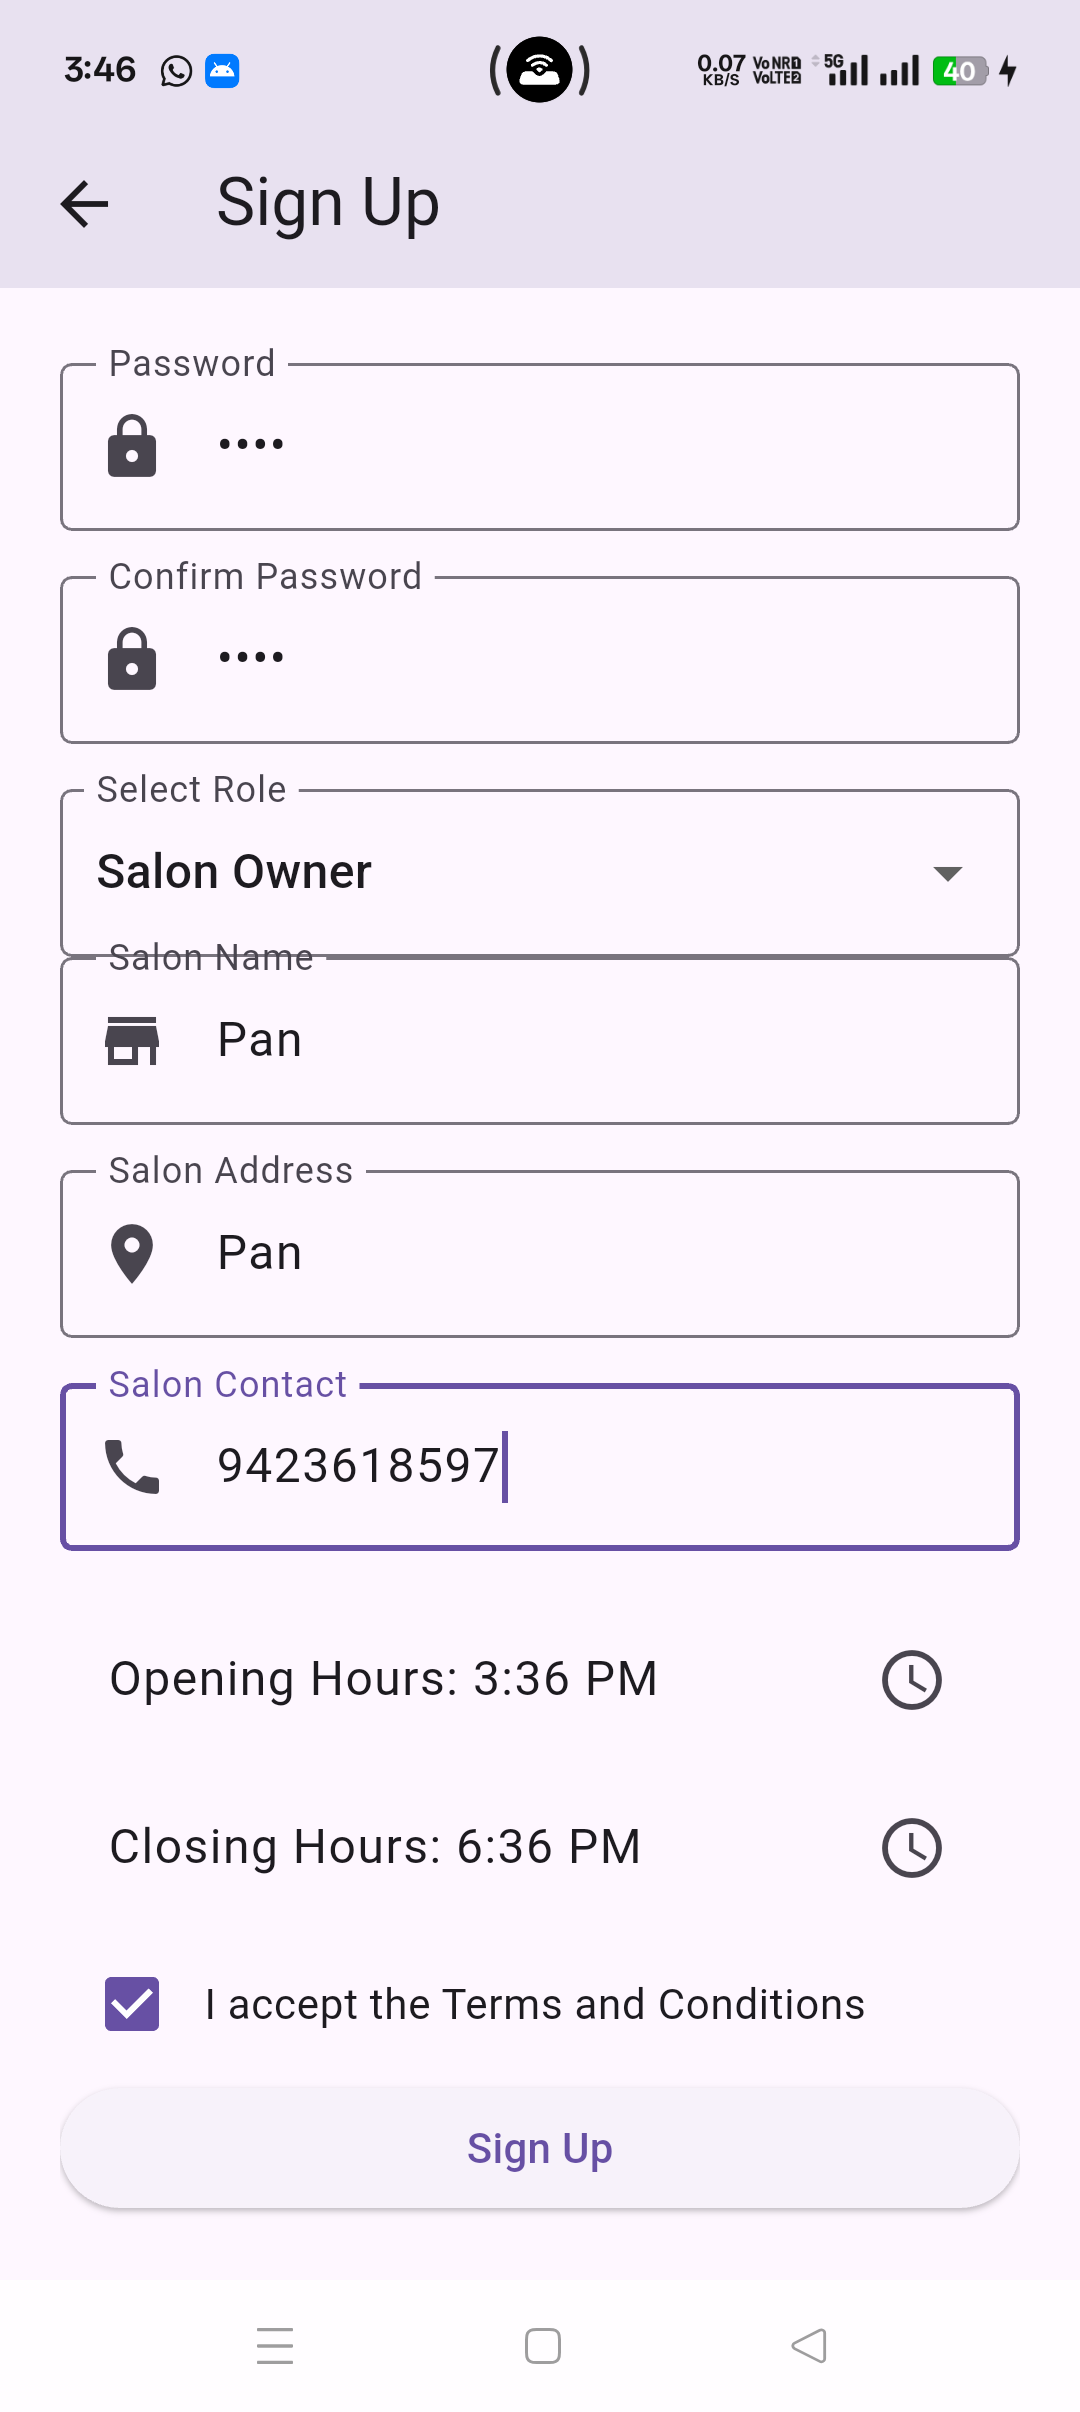 3:46 0.07 KB/S Vo NR1 VoLTE2 5G 40
Sign Up
Password
••••
Confirm Password
••••
Select Role
Salon Owner
Salon Name
Pan
Salon Address
Pan
Salon Contact
9423618597
Opening Hours: 3:36 PM
Closing Hours: 6:36 PM
I accept the Terms and Conditions
Sign Up